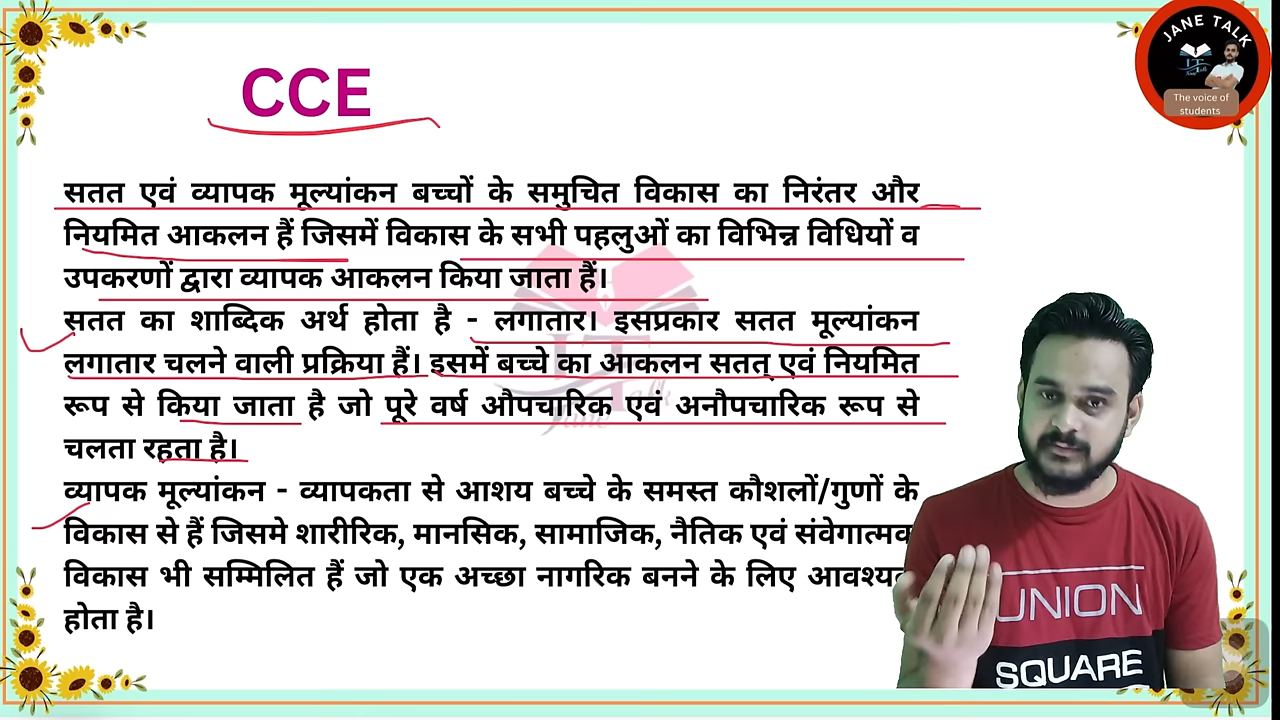 CCE
JANE TALK
The voice of
students
सतत एवं व्यापक मूल्यांकन बच्चों के समुचित विकास का निरंतर और
नियमित आकलन हैं जिसमें विकास के सभी पहलुओं का विभिन्न विधियों व
उपकरणों द्वारा व्यापक आकलन किया जाता हैं।
सतत का शाब्दिक अर्थ होता है - लगातार। इसप्रकार सतत मूल्यांकन
लगातार चलने वाली प्रक्रिया हैं। इसमें बच्चे का आकलन सतत् एवं नियमित
रूप से किया जाता है जो पूरे वर्ष औपचारिक एवं अनौपचारिक रूप से
चलता रहता है।
व्यापक मूल्यांकन - व्यापकता से आशय बच्चे के समस्त कौशलों/गुणों के
विकास से हैं जिसमे शारीरिक, मानसिक, सामाजिक, नैतिक एवं संवेगात्मक
विकास भी सम्मिलित हैं जो एक अच्छा नागरिक बनने के लिए
होता है।
UNION
SQUARE